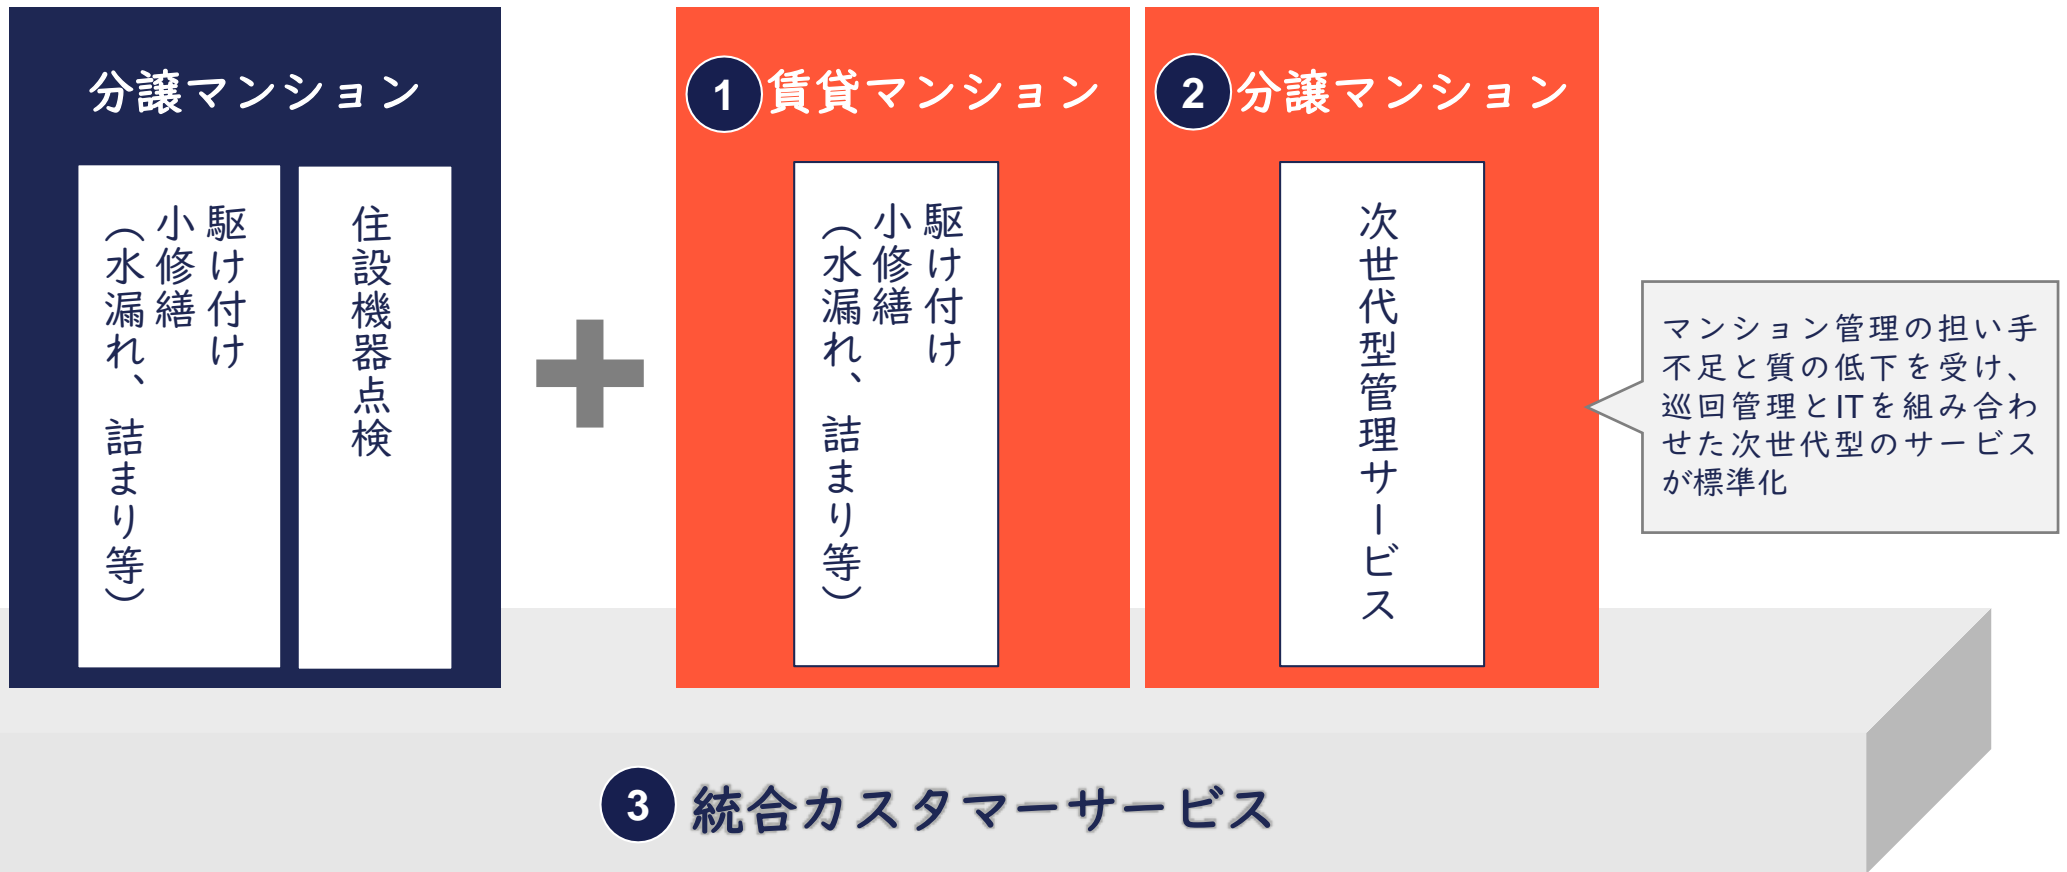 分譲マンション
駆け付け
小修繕
（水漏れ、詰まり等）
住設機器点検
1
賃貸マンション
駆け付け
小修繕
（水漏れ、詰まり等）
2
分譲マンション
次世代型管理サービス
マンション管理の担い手
不足と質の低下を受け、
巡回管理とITを組み合わ
せた次世代型のサービス
が標準化
3
統合カスタマーサービス